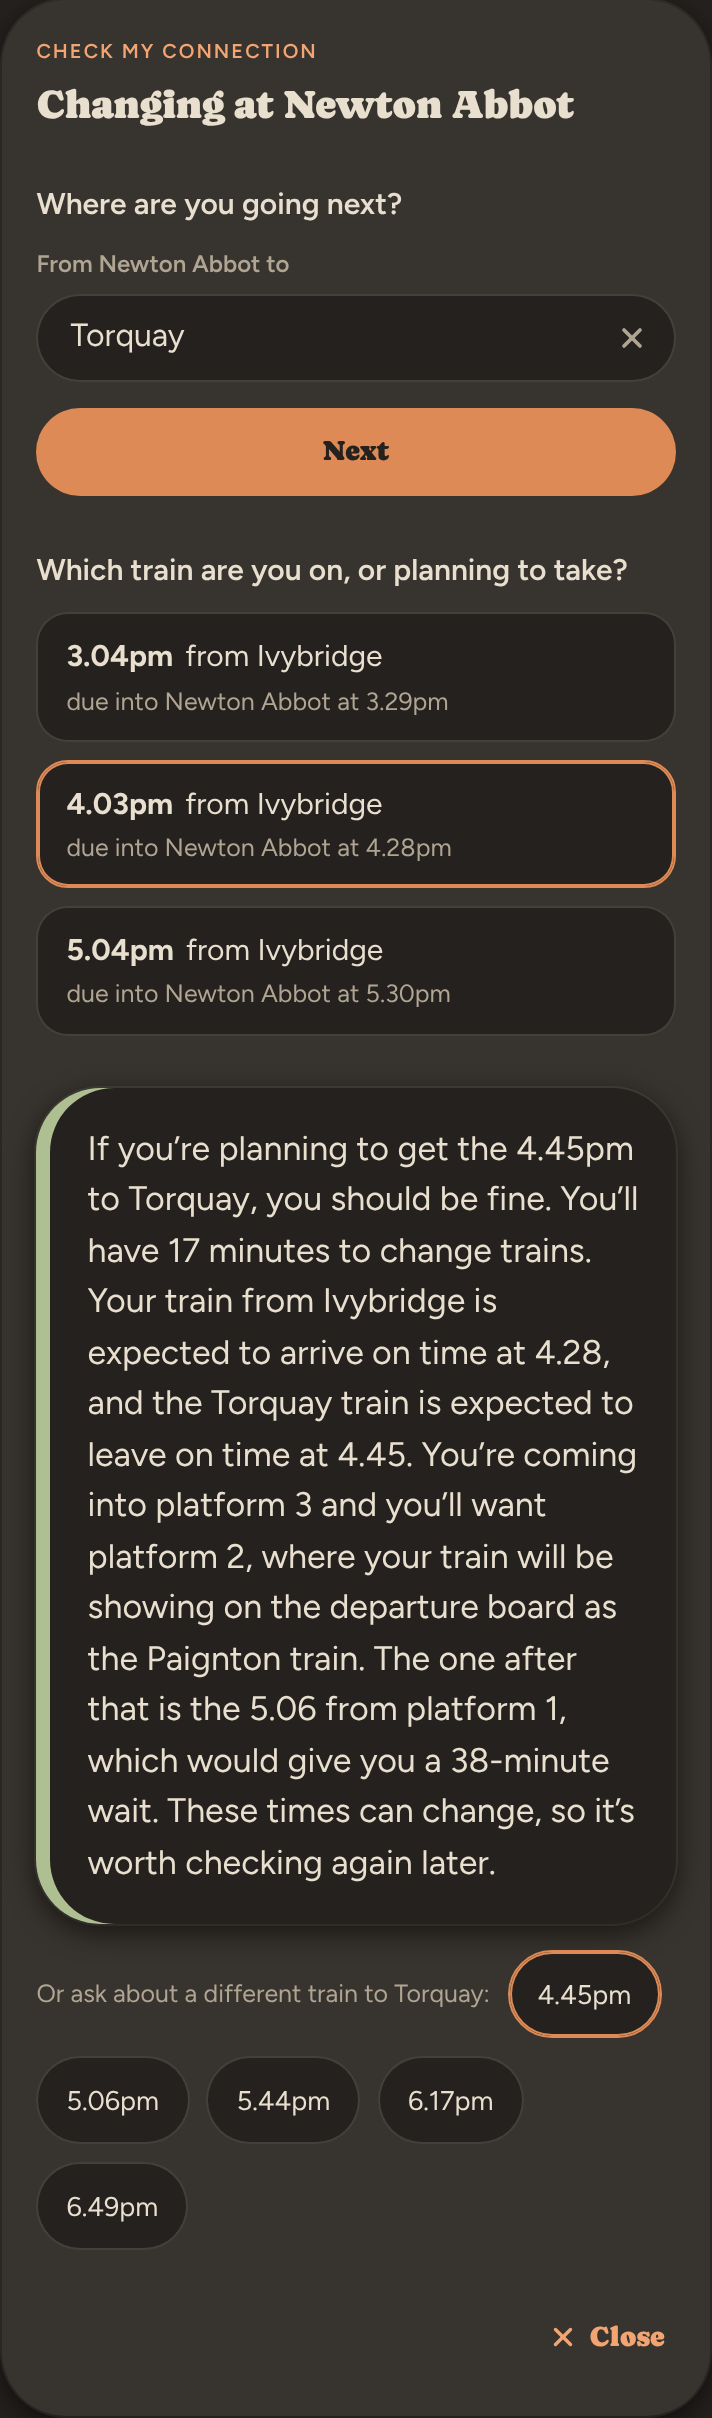 CHECK MY CONNECTION
Changing at Newton Abbot
Where are you going next?
From Newton Abbot to
Torquay
Next
Which train are you on, or planning to take?
3.04pm from Ivybridge
due into Newton Abbot at 3.29pm
4.03pm from Ivybridge
due into Newton Abbot at 4.28pm
5.04pm from Ivybridge
due into Newton Abbot at 5.30pm
If you’re planning to get the 4.45pm
to Torquay, you should be fine. You’ll
have 17 minutes to change trains.
Your train from Ivybridge is
expected to arrive on time at 4.28,
and the Torquay train is expected to
leave on time at 4.45. You’re coming
into platform 3 and you’ll want
platform 2, where your train will be
showing on the departure board as
the Paignton train. The one after
that is the 5.06 from platform 1,
which would give you a 38-minute
wait. These times can change, so it’s
worth checking again later.
Or ask about a different train to Torquay: 4.45pm
5.06pm 5.44pm 6.17pm
6.49pm
Close